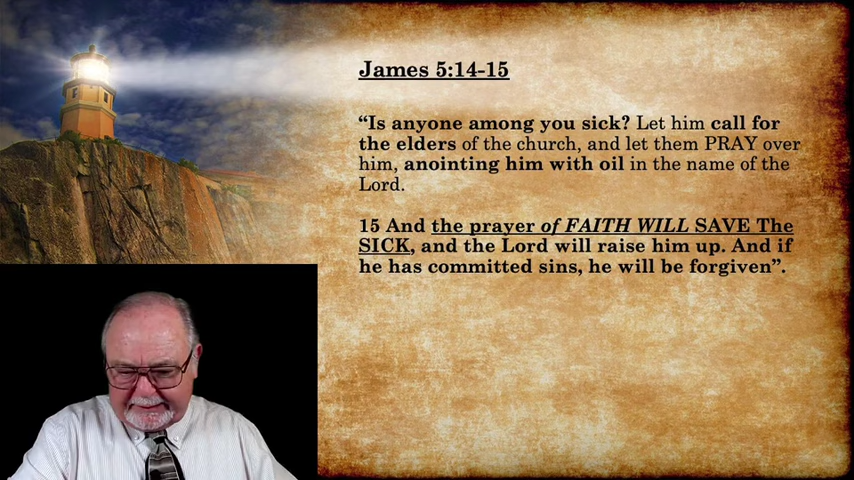 James 5:14-15
“Is anyone among you sick? Let him call for
the elders of the church, and let them PRAY over
him, anointing him with oil in the name of the
Lord.
15 And the prayer of FAITH WILL SAVE The
SICK, and the Lord will raise him up. And if
he has committed sins, he will be forgiven”.